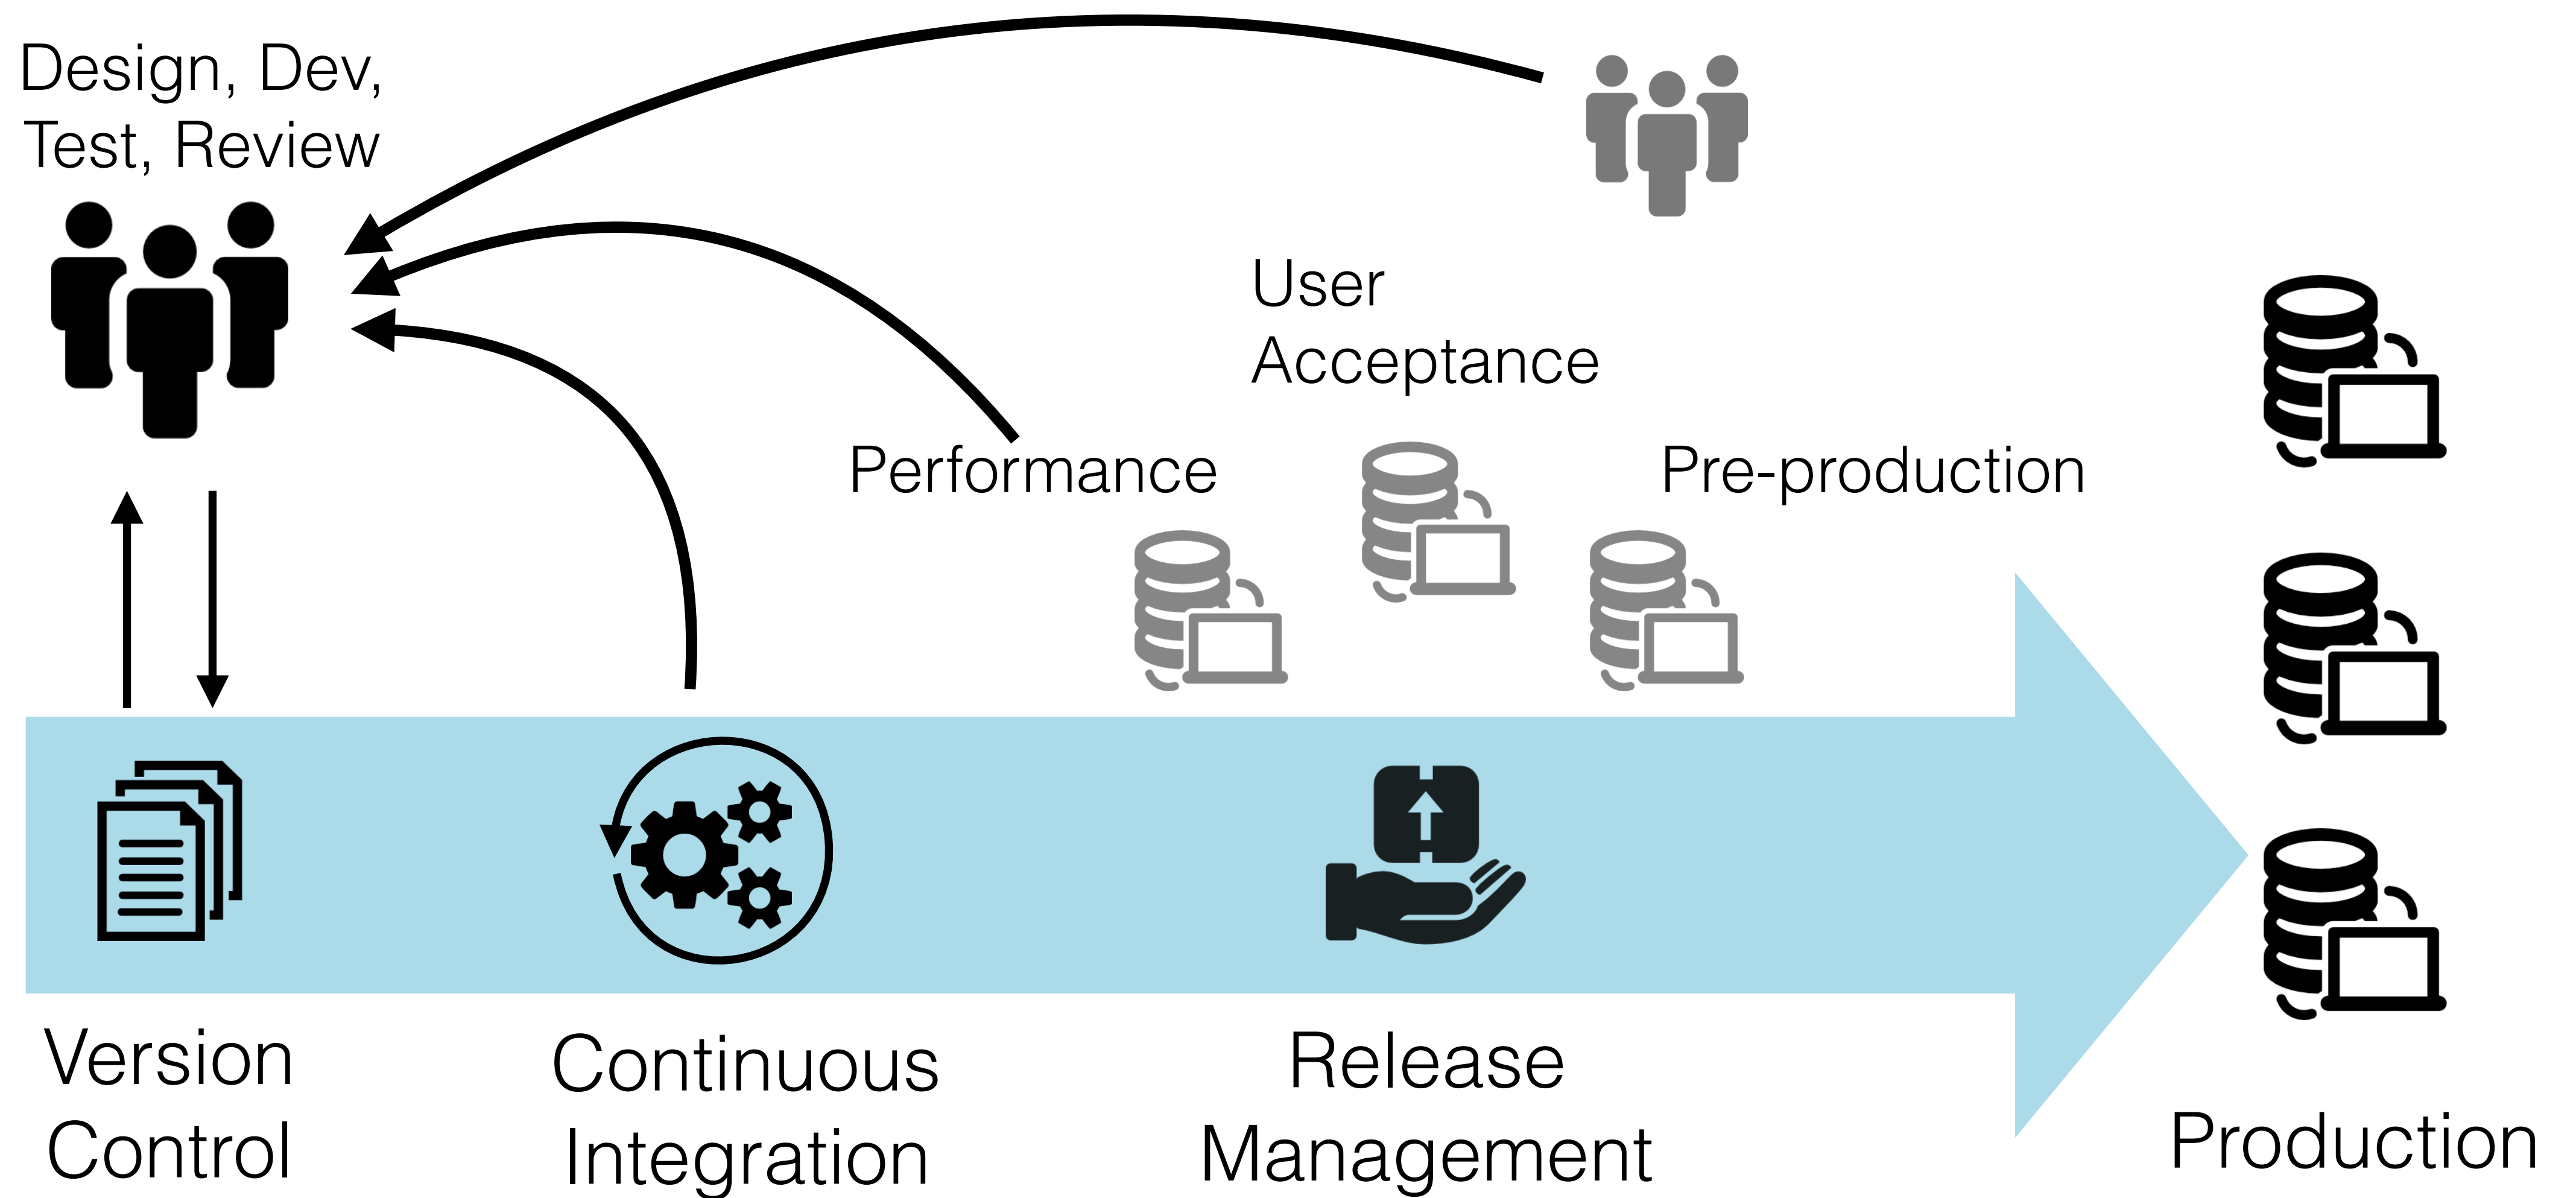 Design, Dev,
Test, Review
User
Acceptance
Performance
Pre-production
Version
Control
Continuous
Integration
Release
Management
Production